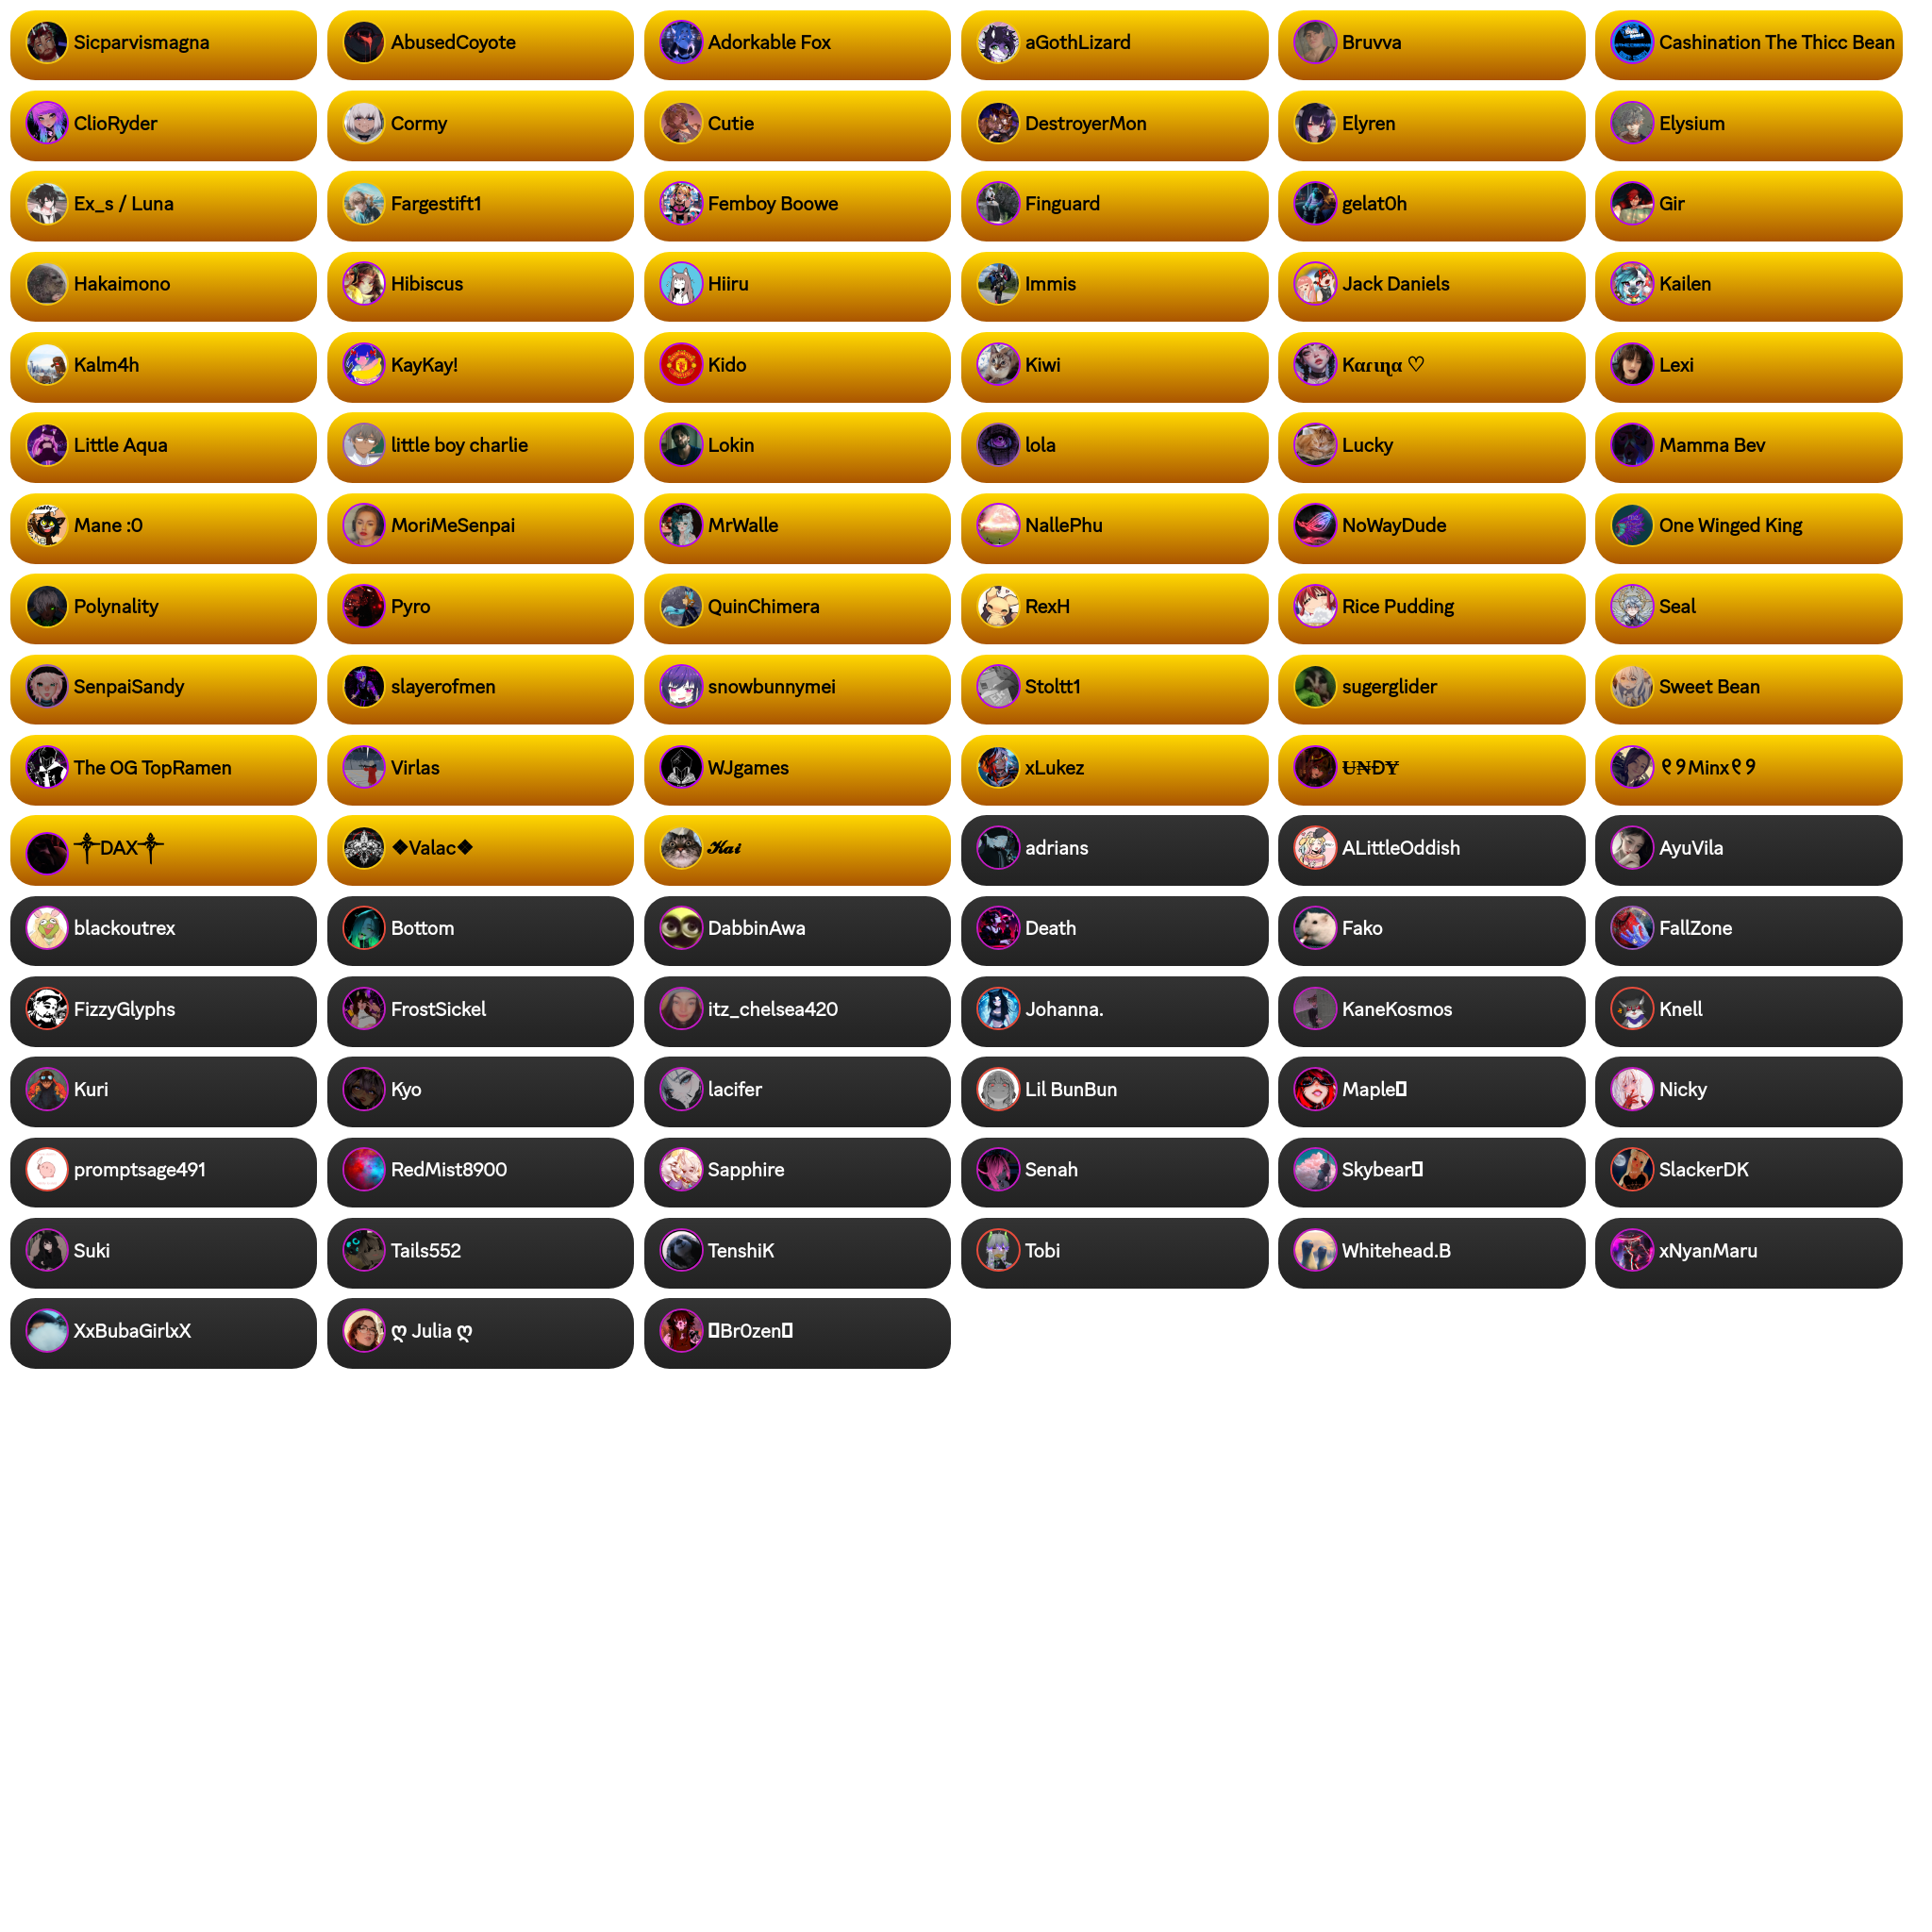 Sicparvismagna AbusedCoyote Adorkable Fox aGothLizard Bruvva Cashination The Thicc Bean
ClioRyder Cormy Cutie DestroyerMon Elyren Elysium
Ex_s / Luna Fargestift1 Femboy Boowe Finguard gelat0h Gir
Hakaimono Hibiscus Hiiru Immis Jack Daniels Kailen
Kalm4h KayKay! Kido Kiwi Kαɾιηα ♡ Lexi
Little Aqua little boy charlie Lokin lola Lucky Mamma Bev
Mane :0 MoriMeSenpai MrWalle NallePhu NoWayDude One Winged King
Polynality Pyro QuinChimera RexH Rice Pudding Seal
SenpaiSandy slayerofmen snowbunnymei Stoltt1 sugerglider Sweet Bean
The OG TopRamen Virlas WJgames xLukez U̶N̶ĐɎ ୧୨Minx୧୨
⸸DAX⸸ ❖Valac❖ 𝓚𝓪𝓲 adrians ALittleOddish AyuVila
blackoutrex Bottom DabbinAwa Death Fako FallZone
FizzyGlyphs FrostSickel itz_chelsea420 Johanna. KaneKosmos Knell
Kuri Kyo lacifer Lil BunBun Maple Nicky
promptsage491 RedMist8900 Sapphire Senah Skybear SlackerDK
Suki Tails552 TenshiK Tobi Whitehead.B xNyanMaru
XxBubaGirlxX ღ Julia ღ Br0zen